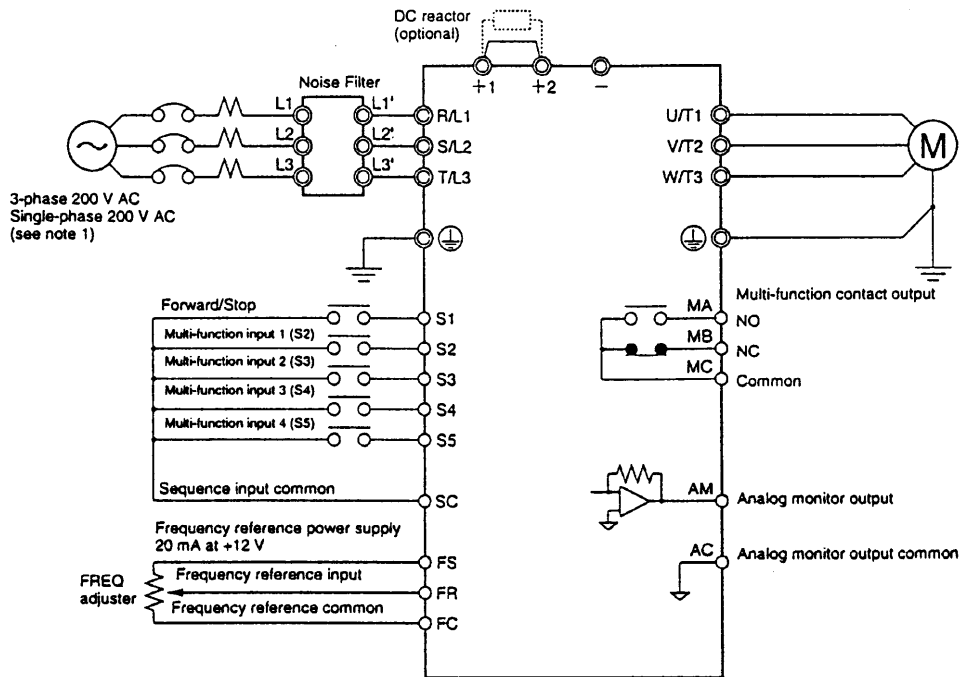 DC reactor
(optional)
+1 +2 −
Noise Filter
L1 L1' R/L1
L2 L2' S/L2
L3 L3' T/L3
U/T1
V/T2
W/T3
M
3-phase 200 V AC
Single-phase 200 V AC
(see note 1)
Forward/Stop S1
Multi-function input 1 (S2) S2
Multi-function input 2 (S3) S3
Multi-function input 3 (S4) S4
Multi-function input 4 (S5) S5
Sequence input common SC
Frequency reference power supply
20 mA at +12 V FS
FREQ
adjuster
Frequency reference input FR
Frequency reference common FC
Multi-function contact output
MA NO
MB NC
MC Common
AM Analog monitor output
AC Analog monitor output common